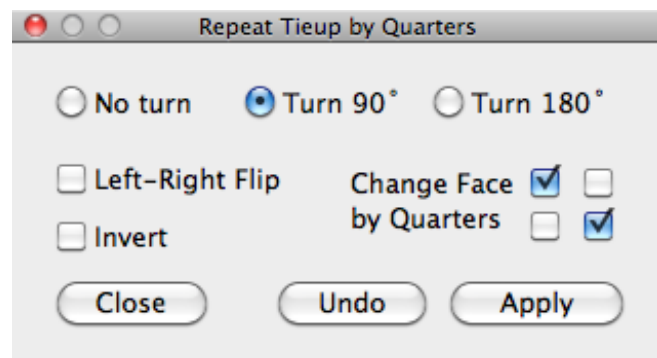 Repeat Tieup by Quarters
No turn Turn 90° Turn 180°
Left-Right Flip
Change Face
by Quarters
Invert
Close Undo Apply